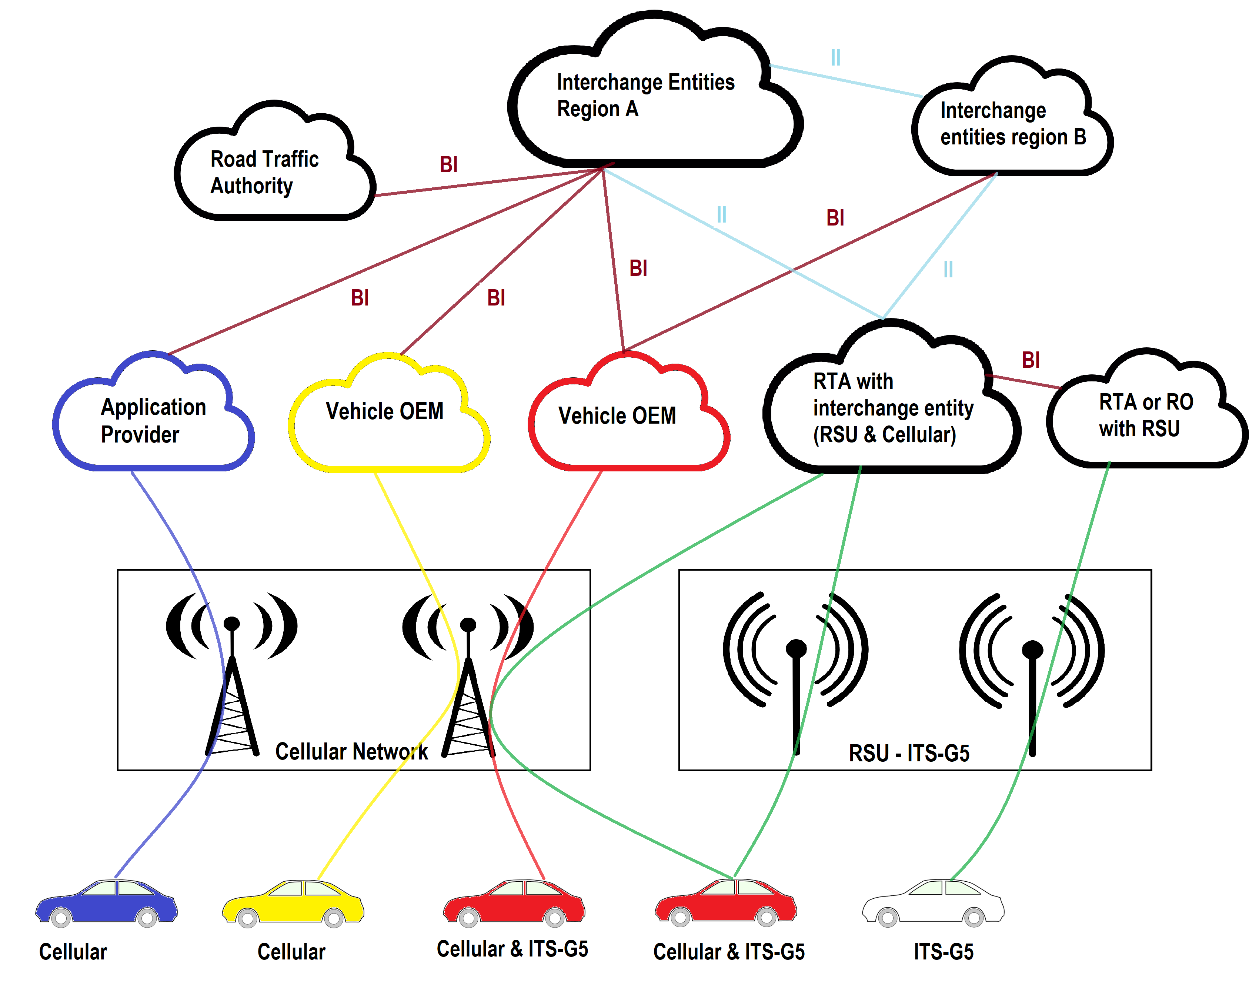 Interchange Entities
Region A
II
Interchange
entities region B
Road Traffic
Authority
BI
II
BI
BI
II
BI
BI
Application
Provider
Vehicle OEM
Vehicle OEM
RTA with
interchange entity
(RSU & Cellular)
BI
RTA or RO
with RSU
Cellular Network
RSU - ITS-G5
Cellular
Cellular
Cellular & ITS-G5
Cellular & ITS-G5
ITS-G5